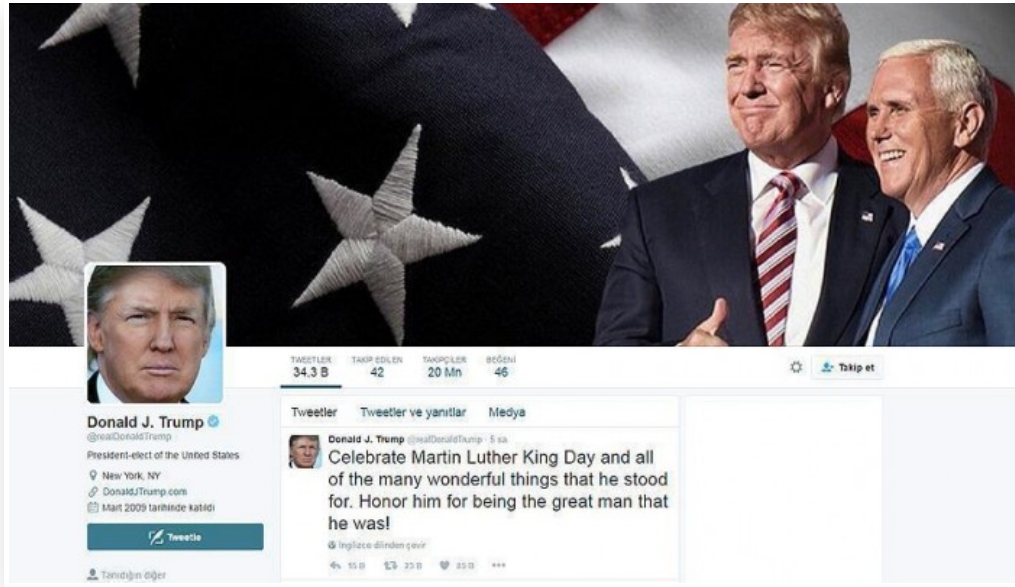 TWEETLER TAKİP EDİLEN TAKİPÇİLER BEĞENİ
34,3 B 42 20 Mn 46
Takip et
Donald J. Trump
@realDonaldTrump
President-elect of the United States
New York, NY
DonaldJTrump.com
Mart 2009 tarihinde katıldı
Tweetle
Tanıdığın diğer
Tweetler Tweetler ve yanıtlar Medya
Donald J. Trump @realDonaldTrump · 5 sa
Celebrate Martin Luther King Day and all
of the many wonderful things that he stood
for. Honor him for being the great man that
he was!
İngilizce dilinden çevir